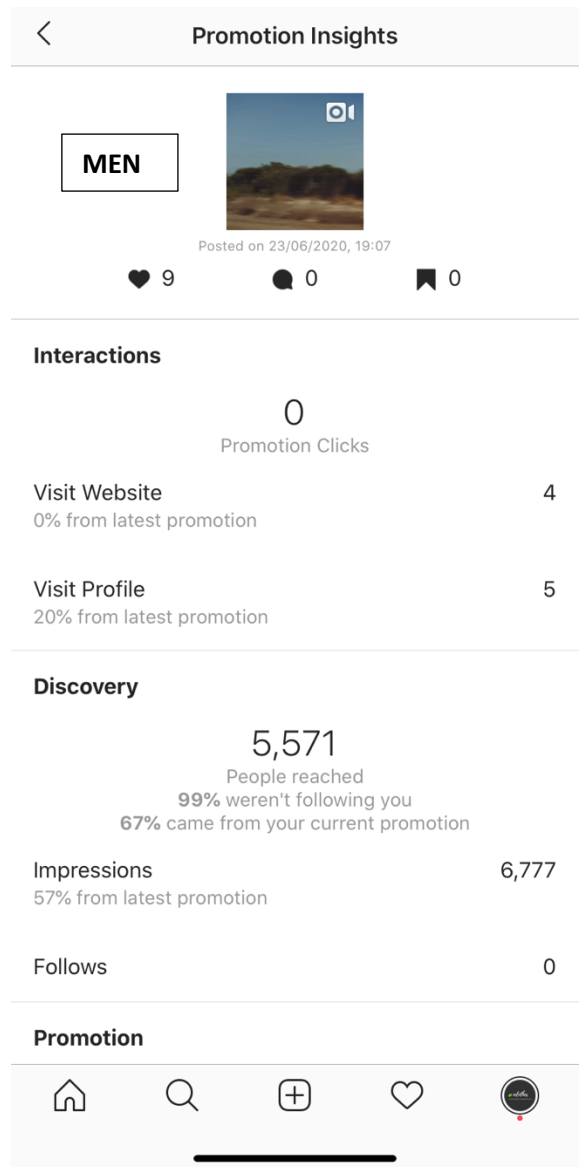 Promotion Insights
MEN
Posted on 23/06/2020, 19:07
9 0 0
Interactions
0
Promotion Clicks
Visit Website 4
0% from latest promotion
Visit Profile 5
20% from latest promotion
Discovery
5,571
People reached
99% weren't following you
67% came from your current promotion
Impressions 6,777
57% from latest promotion
Follows 0
Promotion